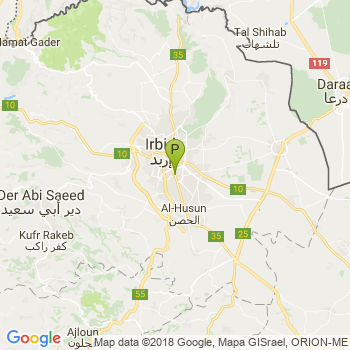 Tal Shihab
تلشهاب
Hamat Gader
35
119
Daraa
درعا
10
Irbid
إربد
P
10
10
Der Abi Saeed
دير أبي سعيد
Al-Husun
الحصن
Kufr Rakeb
كفر راكب
35
25
55
Ajloun
عجلون
Google
Map data ©2018 Google, Mapa GISrael, ORION-ME